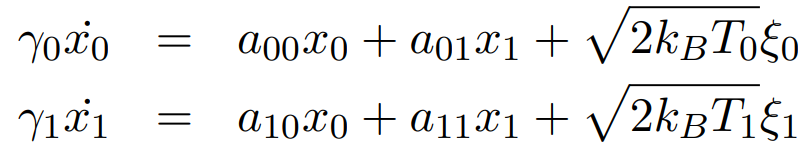 γ₀ẋ₀ = a₀₀x₀ + a₀₁x₁ + √(2k_BT₀)ξ₀
γ₁ẋ₁ = a₁₀x₀ + a₁₁x₁ + √(2k_BT₁)ξ₁